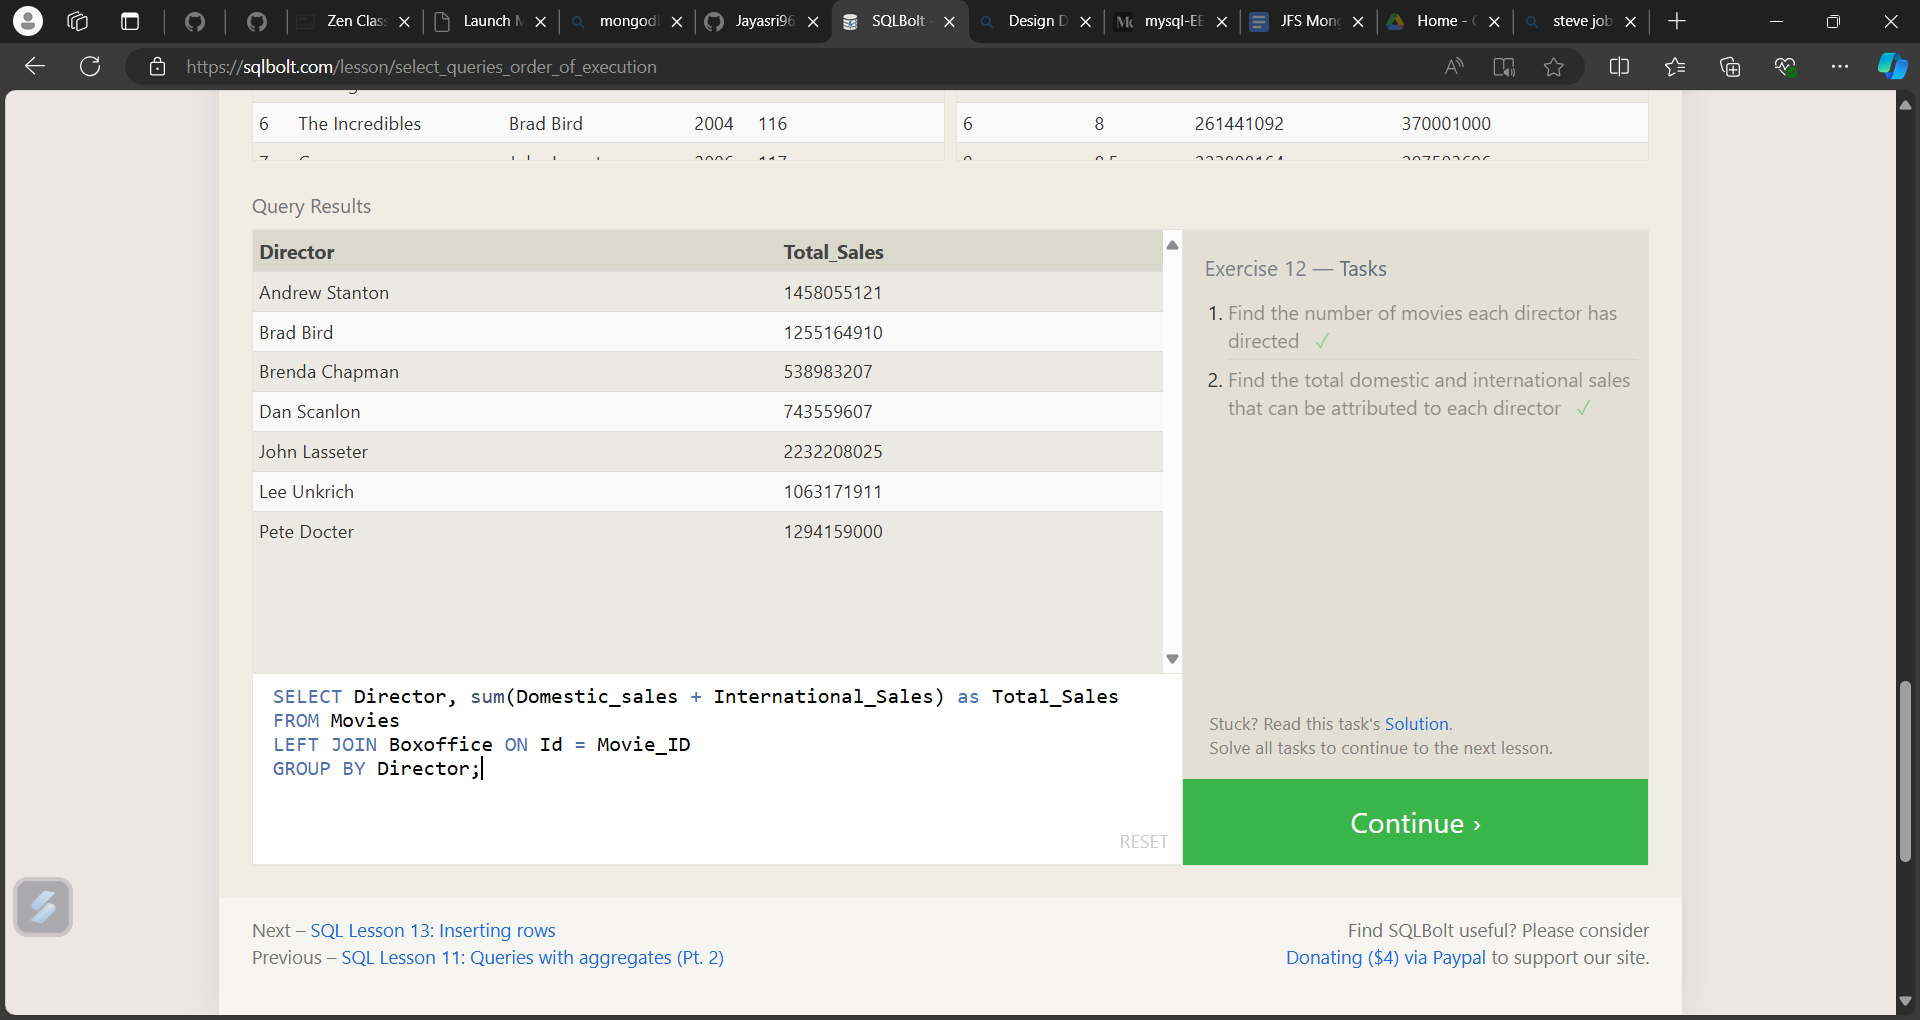 Zen Clas
Launch M
mongod
Jayasri96
SQLBolt -
Design D
mysql-EE
JFS Mon
Home -
steve job
https://sqlbolt.com/lesson/select_queries_order_of_execution
6 The Incredibles Brad Bird 2004 116
6 8 261441092 370001000
Query Results
Director Total_Sales
Andrew Stanton 1458055121
Brad Bird 1255164910
Brenda Chapman 538983207
Dan Scanlon 743559607
John Lasseter 2232208025
Lee Unkrich 1063171911
Pete Docter 1294159000
Exercise 12 — Tasks
1. Find the number of movies each director has
directed ✓
2. Find the total domestic and international sales
that can be attributed to each director ✓
SELECT Director, sum(Domestic_sales + International_Sales) as Total_Sales
FROM Movies
LEFT JOIN Boxoffice ON Id = Movie_ID
GROUP BY Director;
RESET
Stuck? Read this task's Solution.
Solve all tasks to continue to the next lesson.
Continue ›
Next – SQL Lesson 13: Inserting rows
Previous – SQL Lesson 11: Queries with aggregates (Pt. 2)
Find SQLBolt useful? Please consider
Donating ($4) via Paypal to support our site.